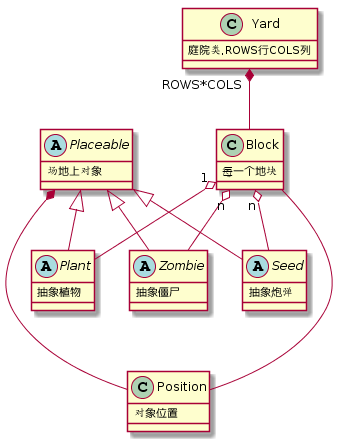 C Yard
庭院类,ROWS行COLS列
ROWS*COLS
A Placeable
场地上对象
C Block
每一个地块
1
n
n
A Plant
抽象植物
A Zombie
抽象僵尸
A Seed
抽象炮弹
C Position
对象位置